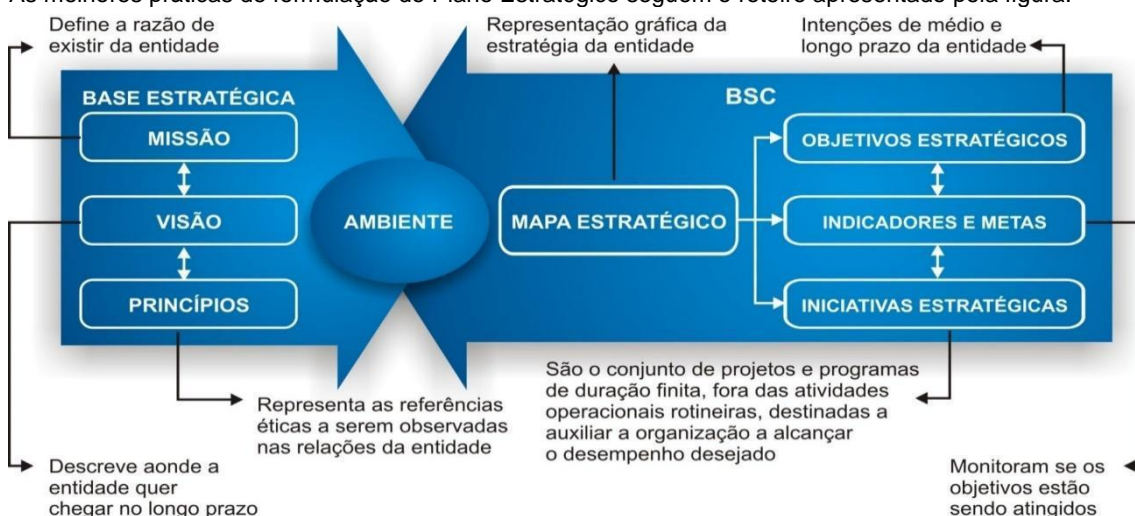 As melhores práticas de formulação do Plano Estratégico seguem o roteiro apresentado pela figura:
Define a razão de
existir da entidade
Representação gráfica da
estratégia da entidade
Intenções de médio e
longo prazo da entidade
BASE ESTRATÉGICA
MISSÃO
VISÃO
PRINCÍPIOS
AMBIENTE
BSC
MAPA ESTRATÉGICO
OBJETIVOS ESTRATÉGICOS
INDICADORES E METAS
INICIATIVAS ESTRATÉGICAS
Representa as referências
éticas a serem observadas
nas relações da entidade
São o conjunto de projetos e programas
de duração finita, fora das atividades
operacionais rotineiras, destinadas a
auxiliar a organização a alcançar
o desempenho desejado
Descreve aonde a
entidade quer
chegar no longo prazo
Monitoram se os
objetivos estão
sendo atingidos